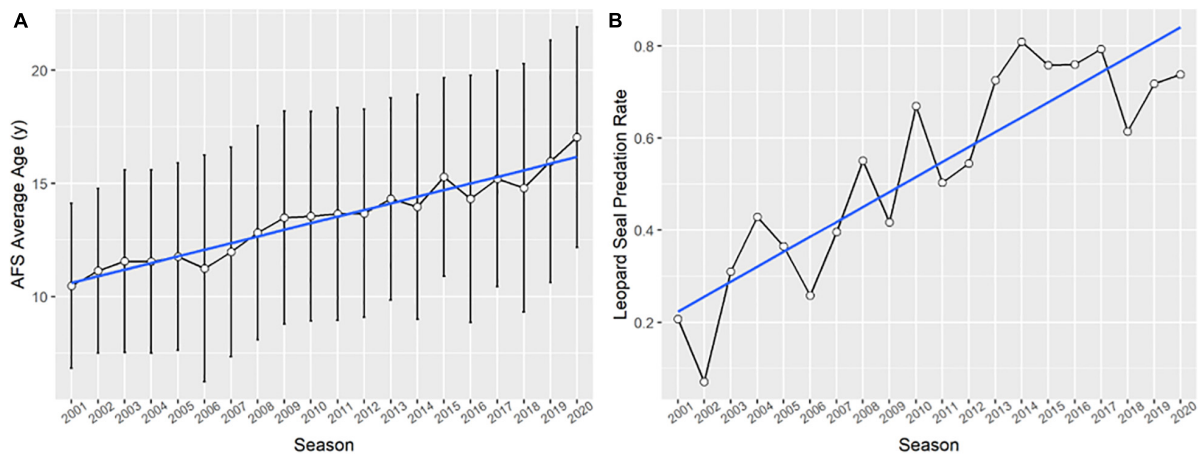 A
AFS Average Age (y)
20
15
10
2001 2002 2003 2004 2005 2006 2007 2008 2009 2010 2011 2012 2013 2014 2015 2016 2017 2018 2019 2020
Season
B
Leopard Seal Predation Rate
0.8
0.6
0.4
0.2
2001 2002 2003 2004 2005 2006 2007 2008 2009 2010 2011 2012 2013 2014 2015 2016 2017 2018 2019 2020
Season